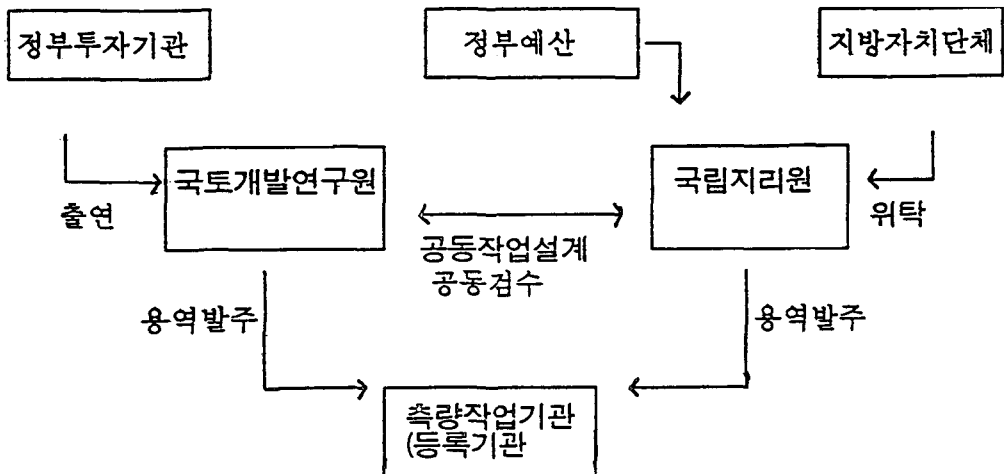 정부투자기관
정부예산
지방자치단체
국토개발연구원
국립지리원
출연
위탁
공동작업설계
공동검수
용역발주
용역발주
측량작업기관
(등록기관